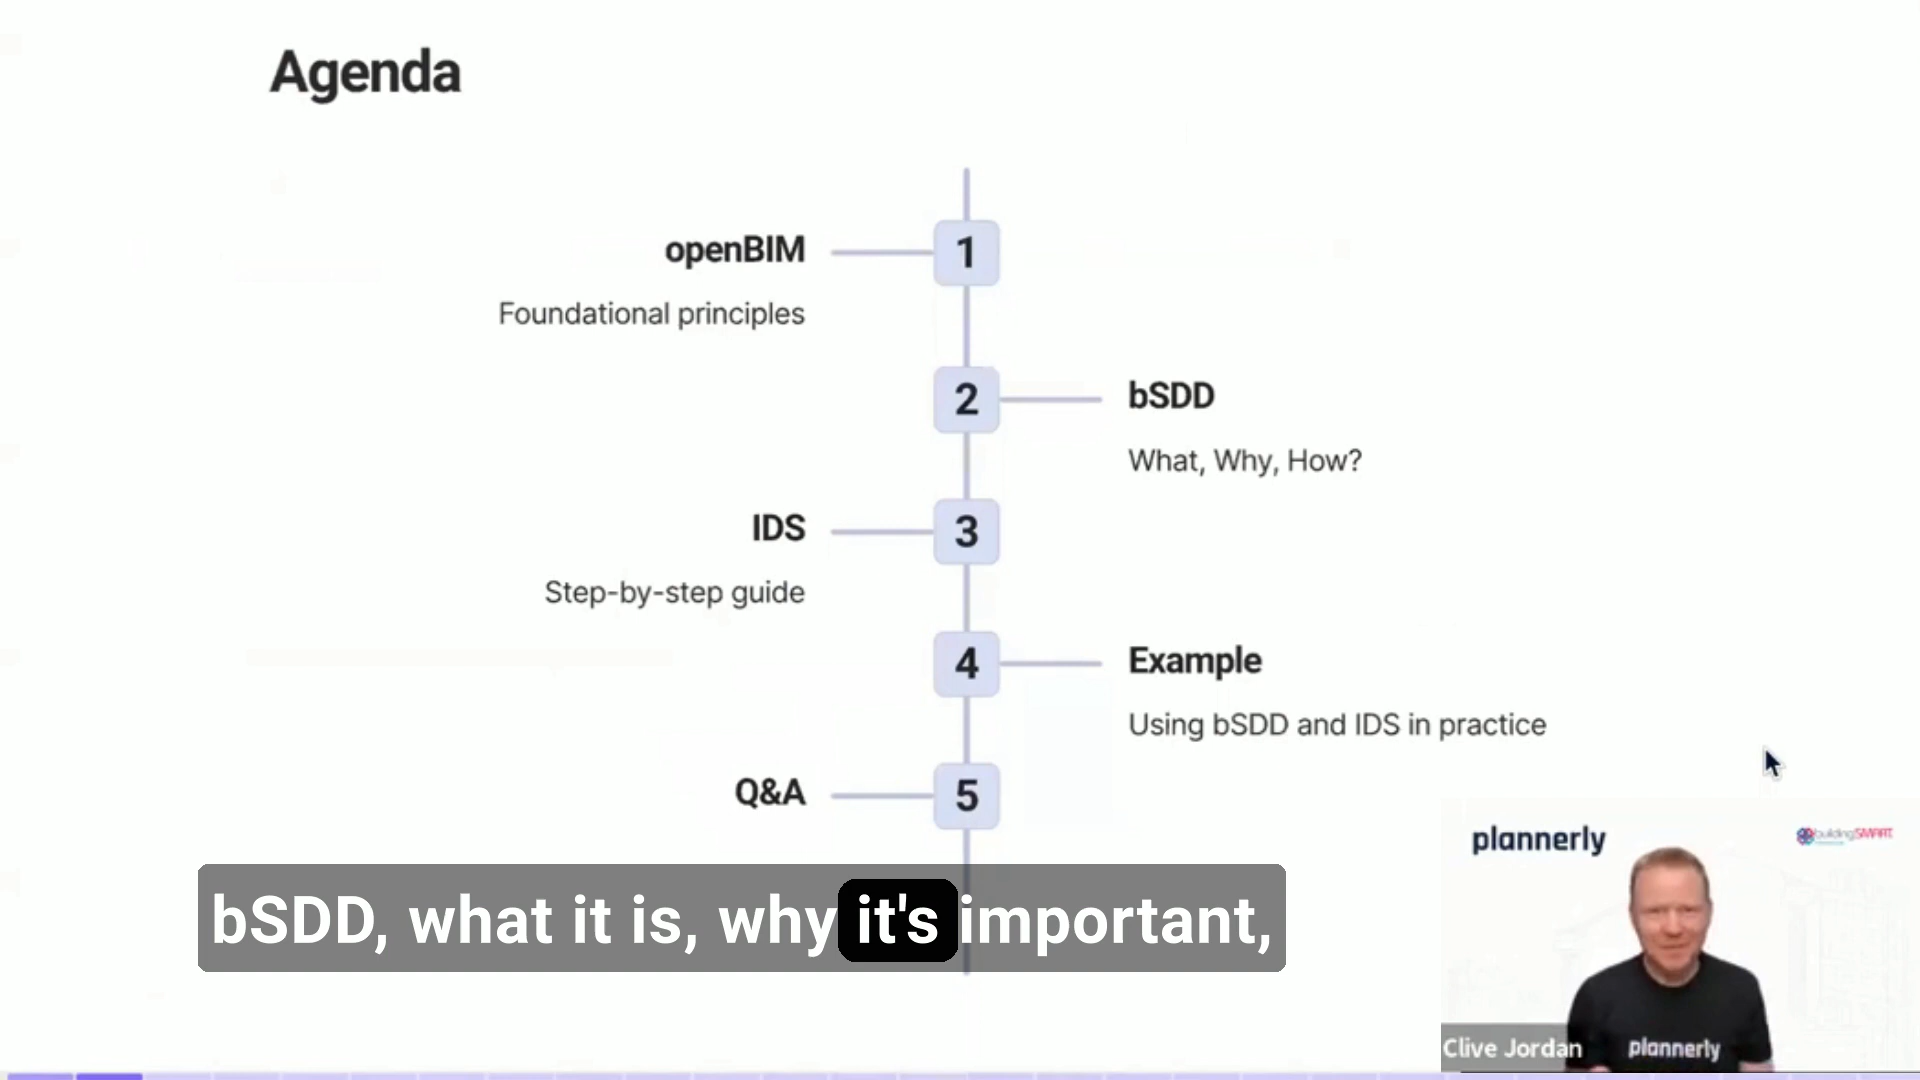 Agenda
1
openBIM
Foundational principles
2
bSDD
What, Why, How?
3
IDS
Step-by-step guide
4
Example
Using bSDD and IDS in practice
5
Q&A
bSDD, what it is, why it's important,
plannerly
buildingSMART
Clive Jordan
plannerly